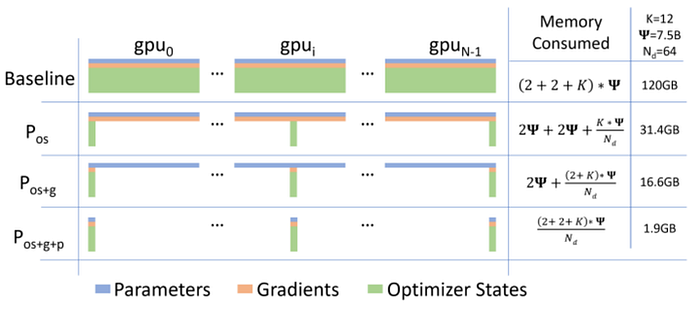 gpu0 ... gpui ... gpuN-1 Memory Consumed K=12 Ψ=7.5B Nd=64
Baseline ... ... (2 + 2 + K) * Ψ 120GB
Pos ... ... 2Ψ + 2Ψ + K * Ψ / Nd 31.4GB
Pos+g ... ... 2Ψ + (2+ K)* Ψ / Nd 16.6GB
Pos+g+p ... ... (2+ 2+ K)* Ψ / Nd 1.9GB
Parameters Gradients Optimizer States